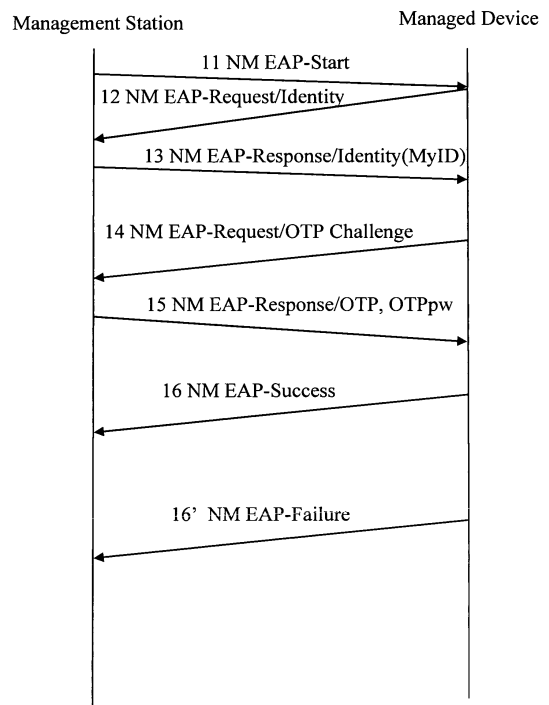 Management Station
Managed Device
11 NM EAP-Start
12 NM EAP-Request/Identity
13 NM EAP-Response/Identity(MyID)
14 NM EAP-Request/OTP Challenge
15 NM EAP-Response/OTP, OTPpw
16 NM EAP-Success
16’ NM EAP-Failure